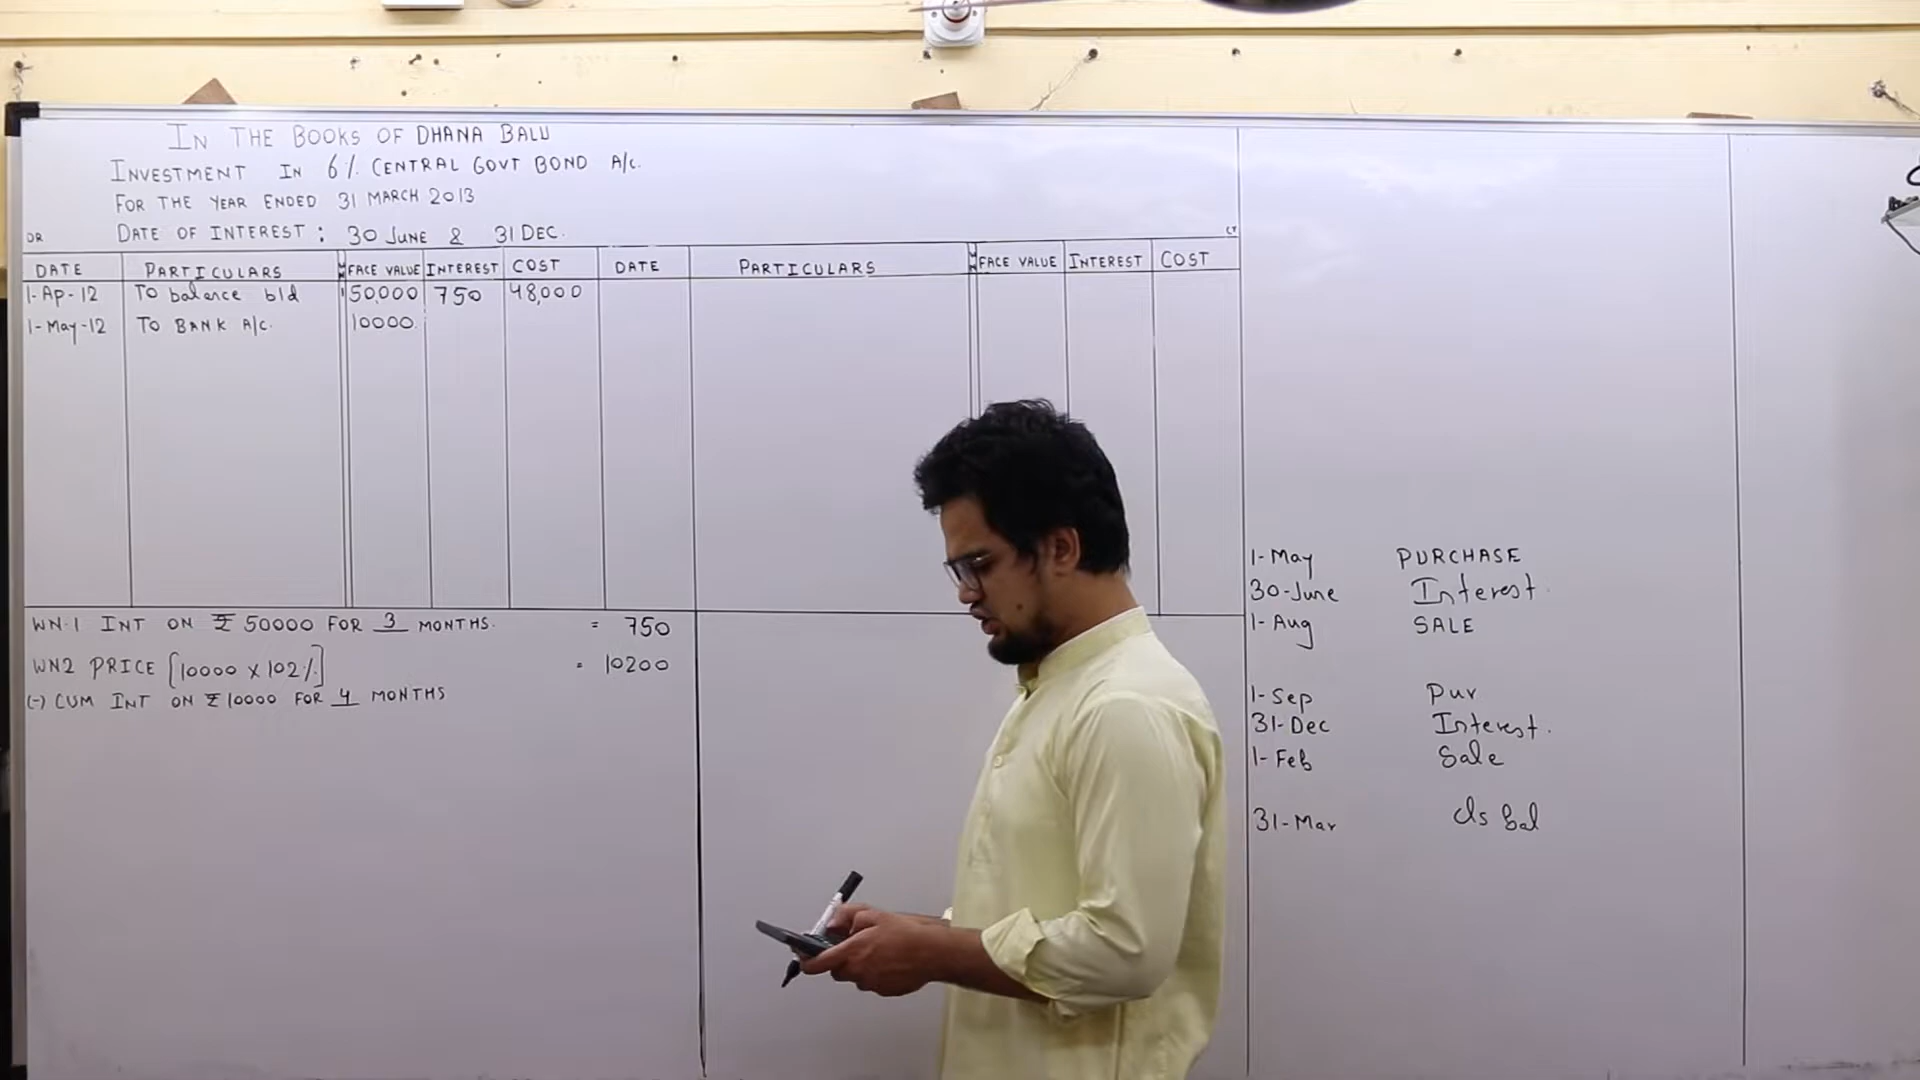 IN THE BOOKS OF DHANA BALU
INVESTMENT IN 6% CENTRAL GOVT BOND A/c.
FOR THE YEAR ENDED 31 MARCH 2013
DR DATE OF INTEREST : 30 JUNE & 31 DEC. CR
DATE PARTICULARS FACE VALUE INTEREST COST DATE PARTICULARS FACE VALUE INTEREST COST
1-Ap-12 To balance b/d 50,000 750 48,000
1-May-12 To BANK A/c. 10000
WN.1 INT ON ₹ 50000 FOR 3 MONTHS. = 750
WN2 PRICE [10000 x 102%] = 10200
(-) CUM INT ON ₹ 10000 FOR 4 MONTHS
1-May PURCHASE
30-June Interest.
1-Aug SALE
1-Sep Pur
31-Dec Interest.
1-Feb Sale
31-Mar cls bal